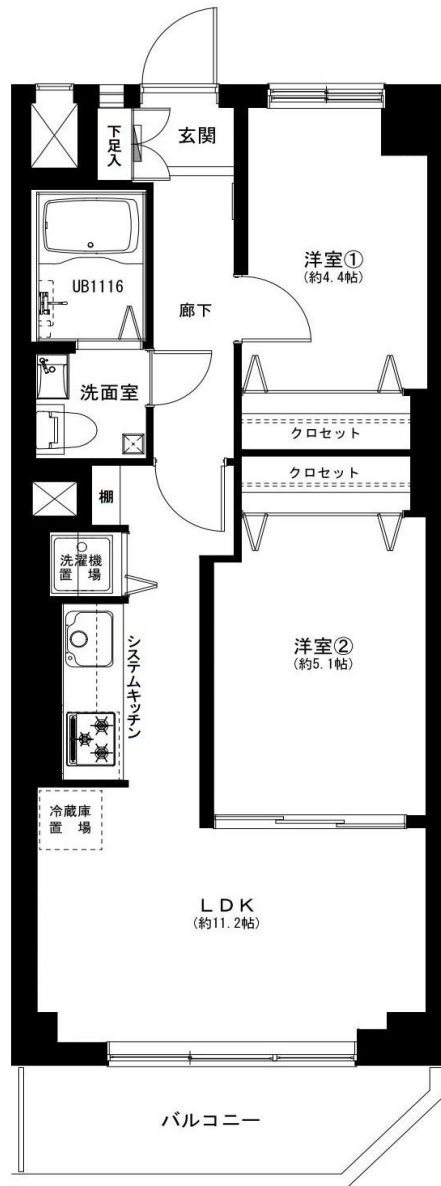 玄関
下足入
洋室①
(約4.4帖)
UB1116
廊下
洗面室
クロゼット
クロゼット
棚
洗濯機
置場
洋室②
(約5.1帖)
システムキッチン
冷蔵庫
置場
LDK
(約11.2帖)
バルコニー